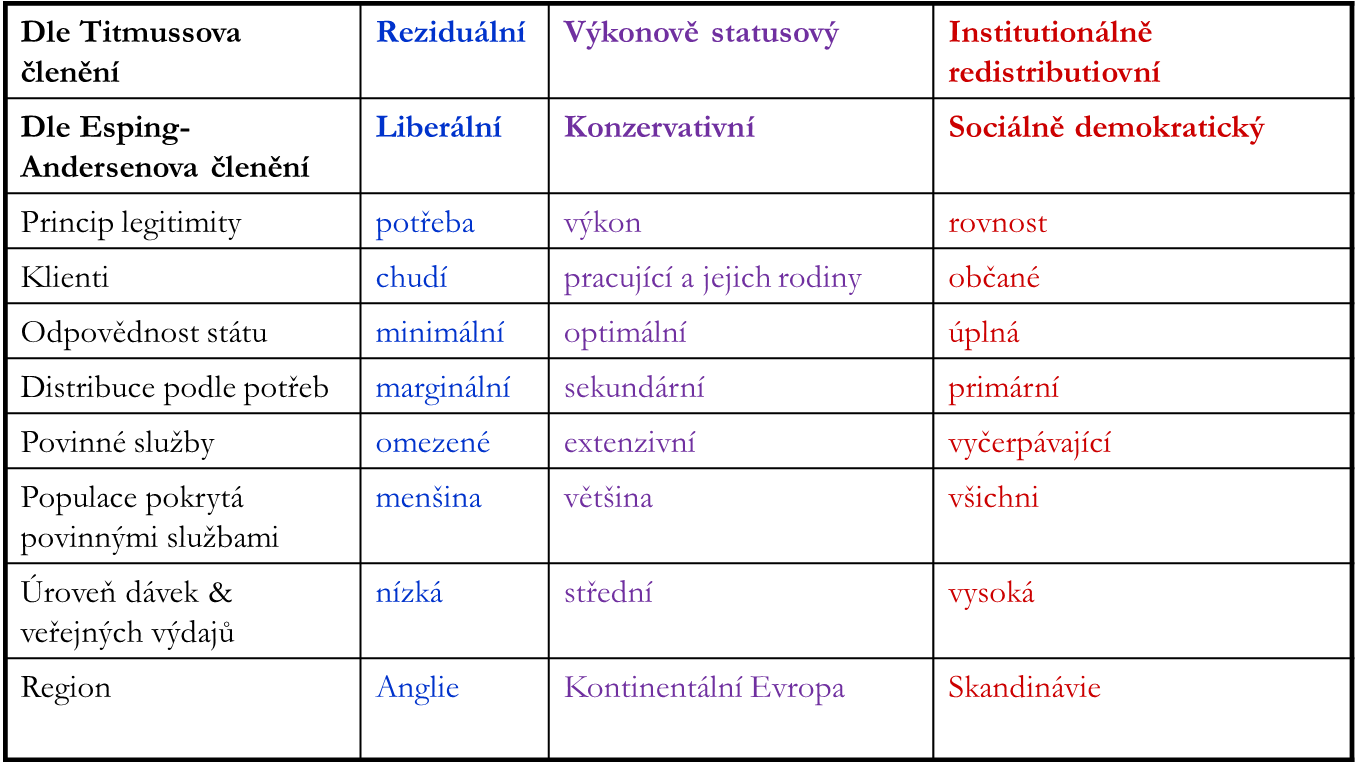 Dle Titmussova Reziduální Výkonově statusový Institutionálně
členění redistributiovní
Dle Esping- Liberální Konzervativní Sociálně demokratický
Andersenova členění
Princip legitimity potřeba výkon rovnost
Klienti chudí pracující a jejich rodiny občané
Odpovědnost státu minimální optimální úplná
Distribuce podle potřeb marginální sekundární primární
Povinné služby omezené extenzivní vyčerpávající
Populace pokrytá menšina většina všichni
povinnými službami
Úroveň dávek & nízká střední vysoká
veřejných výdajů
Region Anglie Kontinentální Evropa Skandinávie